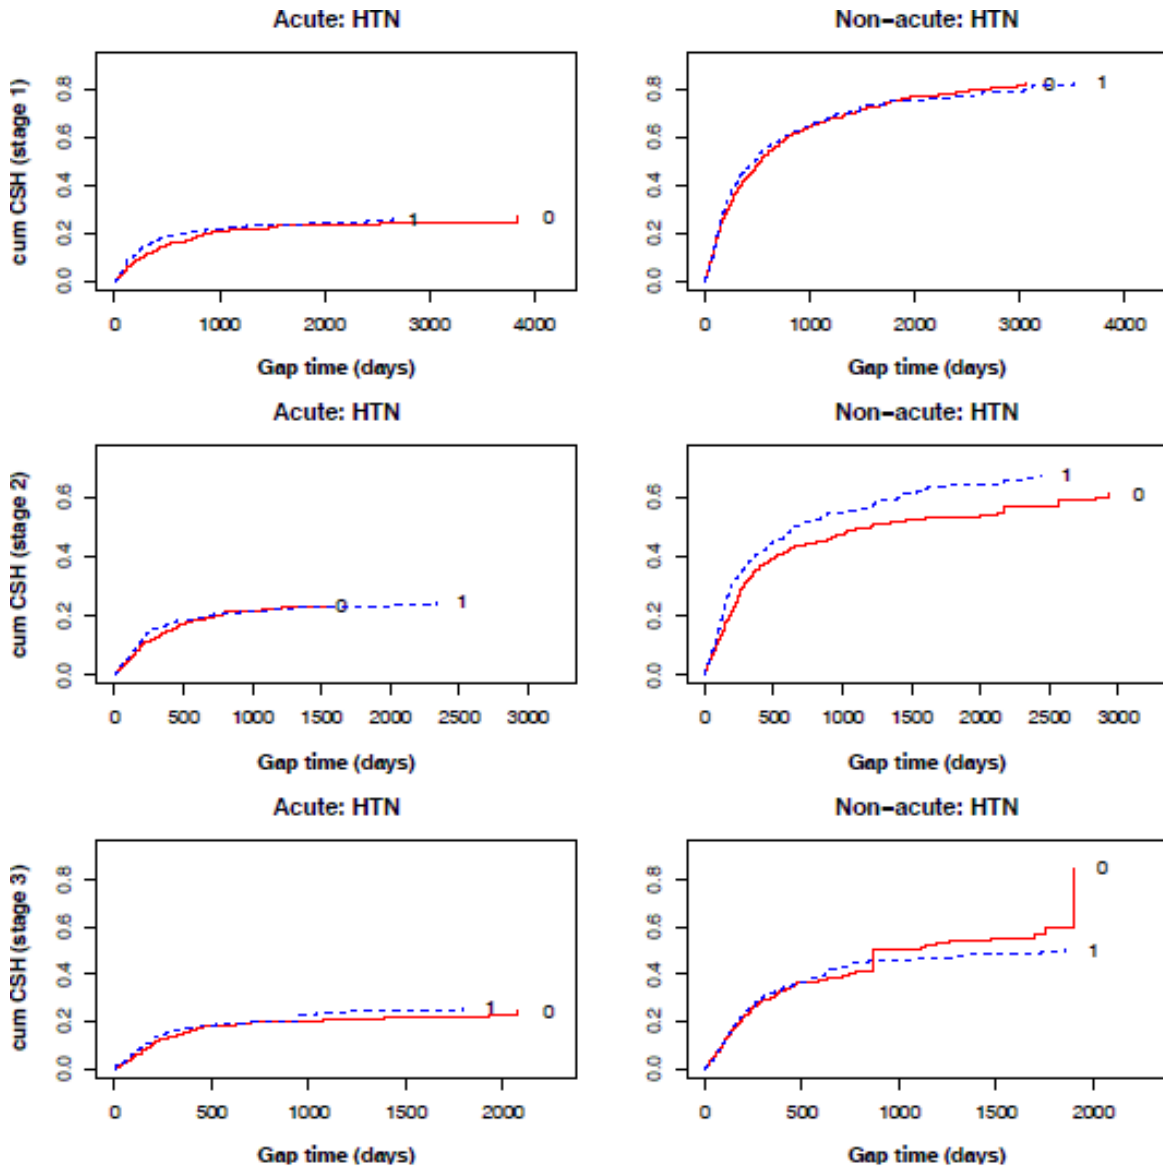 Acute: HTN
Non-acute: HTN
cum CSH (stage 1)
0.0 0.2 0.4 0.6 0.8
0 1000 2000 3000 4000
1 0
Gap time (days)
0.0 0.2 0.4 0.6 0.8
0 1000 2000 3000 4000
0 1
Gap time (days)
Acute: HTN
Non-acute: HTN
cum CSH (stage 2)
0.0 0.2 0.4 0.6
0 500 1000 1500 2000 2500 3000
0 1
Gap time (days)
0.0 0.2 0.4 0.6
0 500 1000 1500 2000 2500 3000
1
0
Gap time (days)
Acute: HTN
Non-acute: HTN
cum CSH (stage 3)
0.0 0.2 0.4 0.6 0.8
0 500 1000 1500 2000
1 0
Gap time (days)
0.0 0.2 0.4 0.6 0.8
0 500 1000 1500 2000
0
1
Gap time (days)